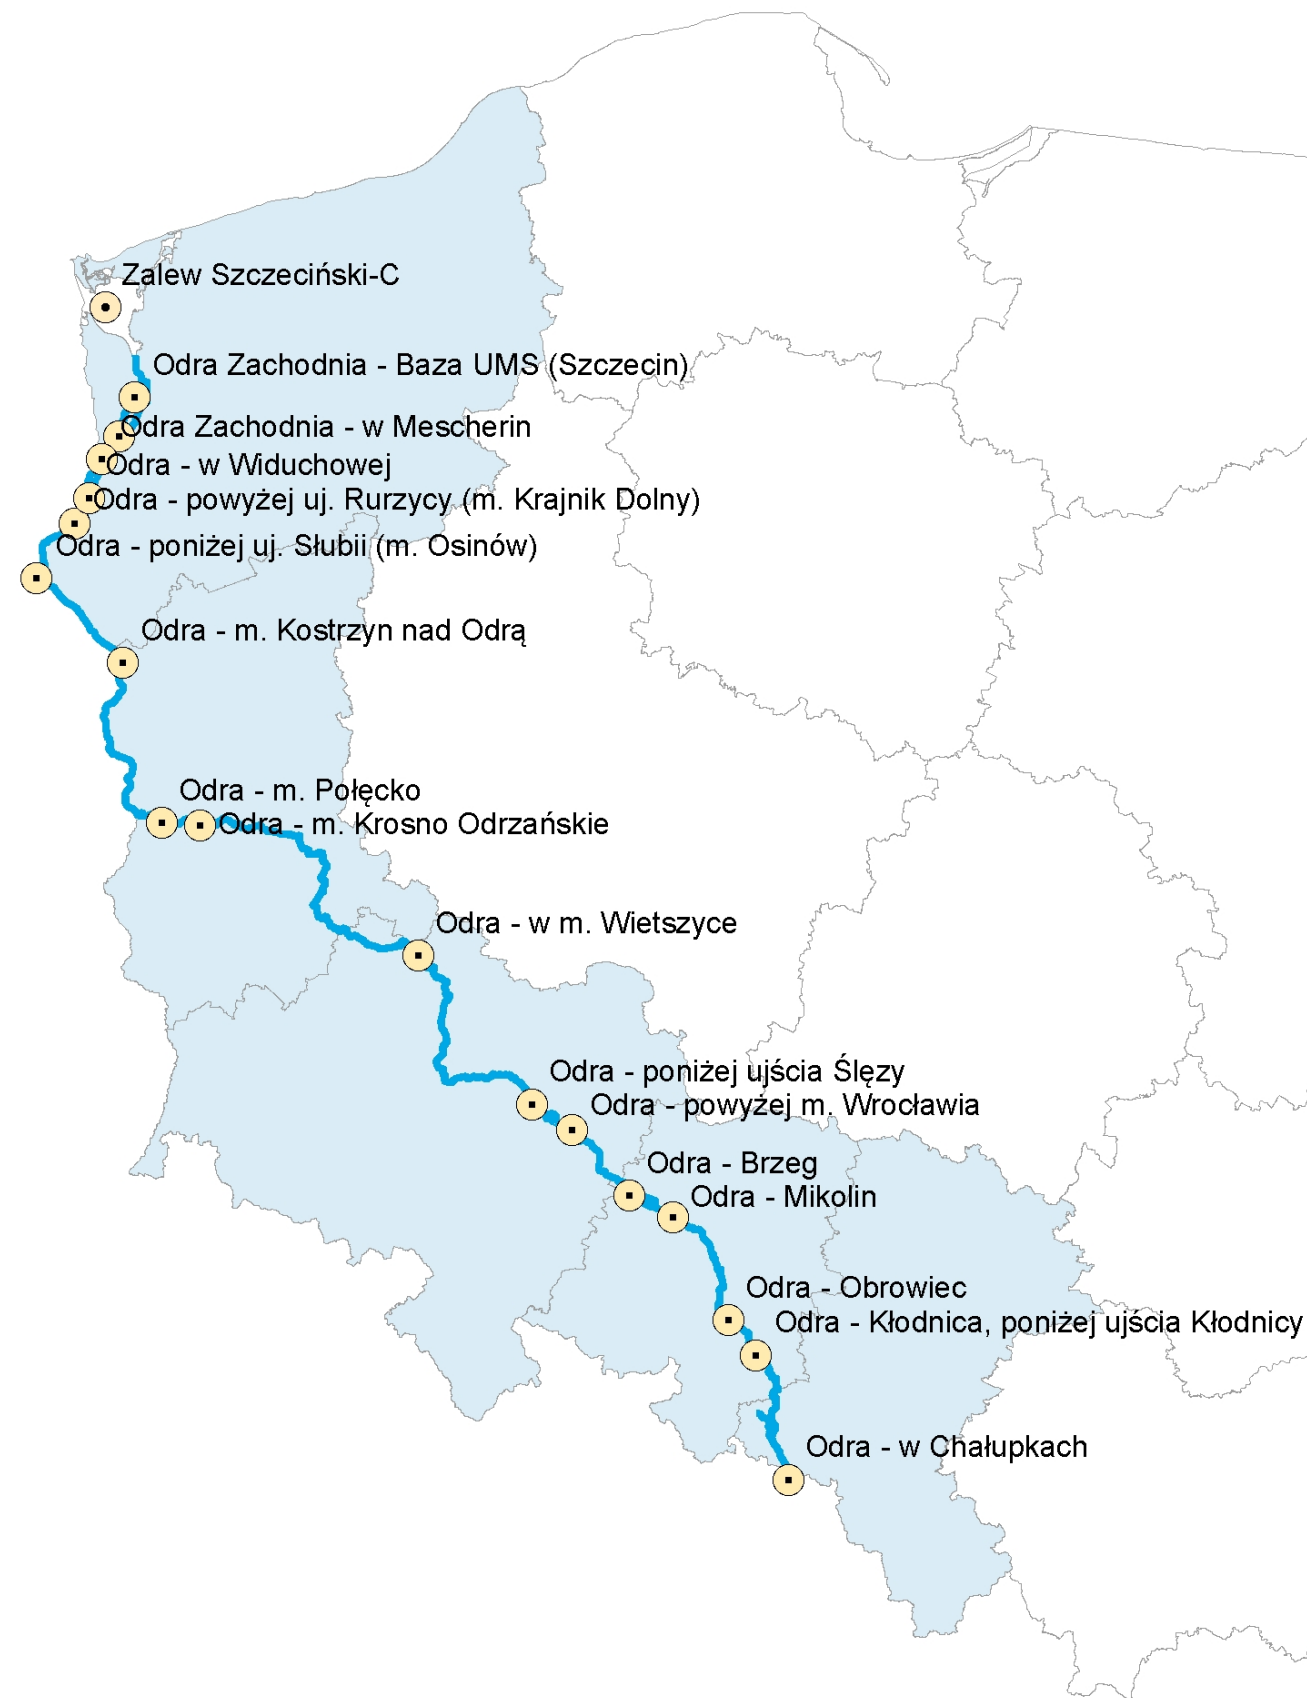 Zalew Szczeciński-C
Odra Zachodnia - Baza UMS (Szczecin)
Odra Zachodnia - w Mescherin
Odra - w Widuchowej
Odra - powyżej uj. Rurzycy (m. Krajnik Dolny)
Odra - poniżej uj. Słubii (m. Osinów)
Odra - m. Kostrzyn nad Odrą
Odra - m. Połęcko
Odra - m. Krosno Odrzańskie
Odra - w m. Wietszyce
Odra - poniżej ujścia Ślęzy
Odra - powyżej m. Wrocławia
Odra - Brzeg
Odra - Mikolin
Odra - Obrowiec
Odra - Kłodnica, poniżej ujścia Kłodnicy
Odra - w Chałupkach